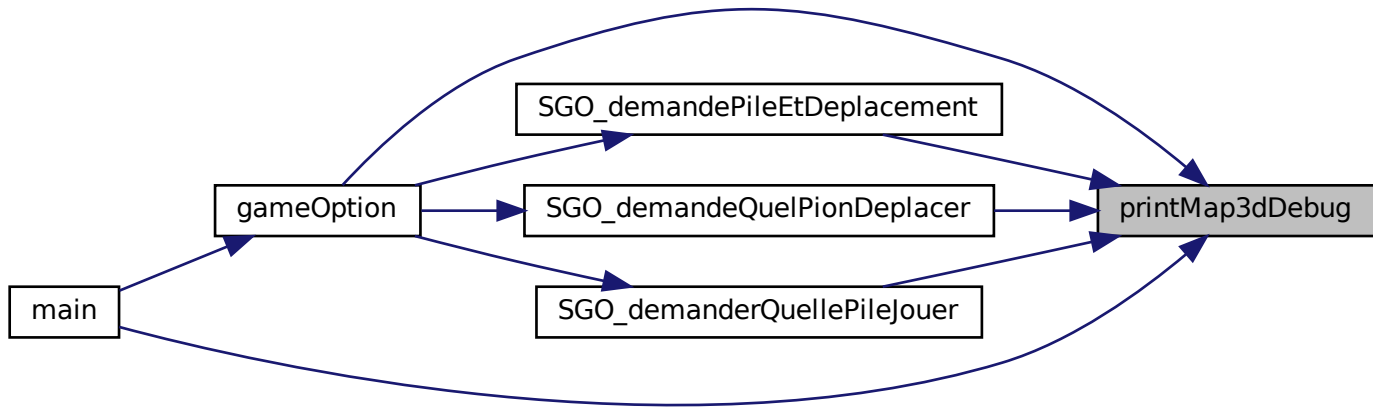 SGO_demandePileEtDeplacement
gameOption
SGO_demandeQuelPionDeplacer
printMap3dDebug
main
SGO_demanderQuellePileJouer